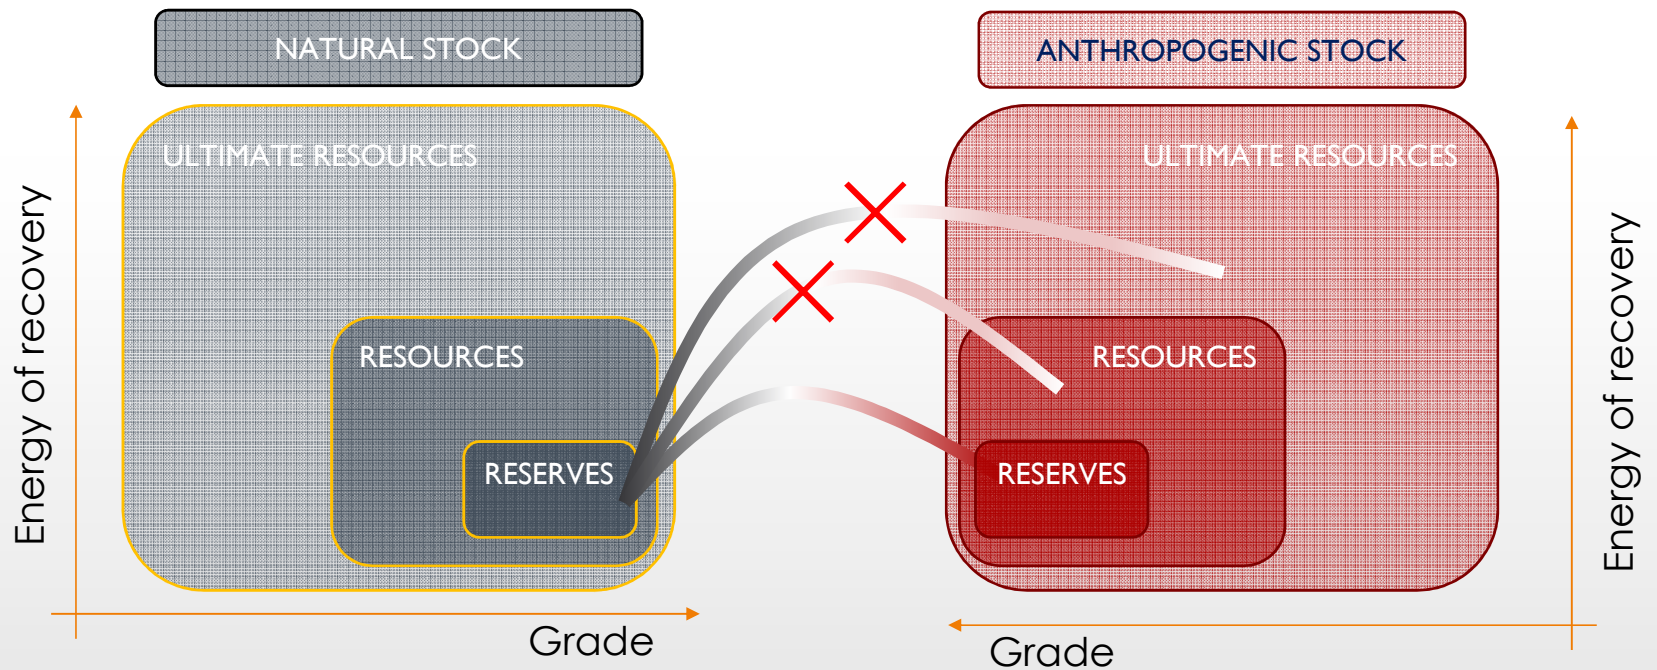 NATURAL STOCK
ANTHROPOGENIC STOCK
ULTIMATE RESOURCES
ULTIMATE RESOURCES
Energy of recovery
Energy of recovery
RESOURCES
RESOURCES
RESERVES
RESERVES
Grade
Grade